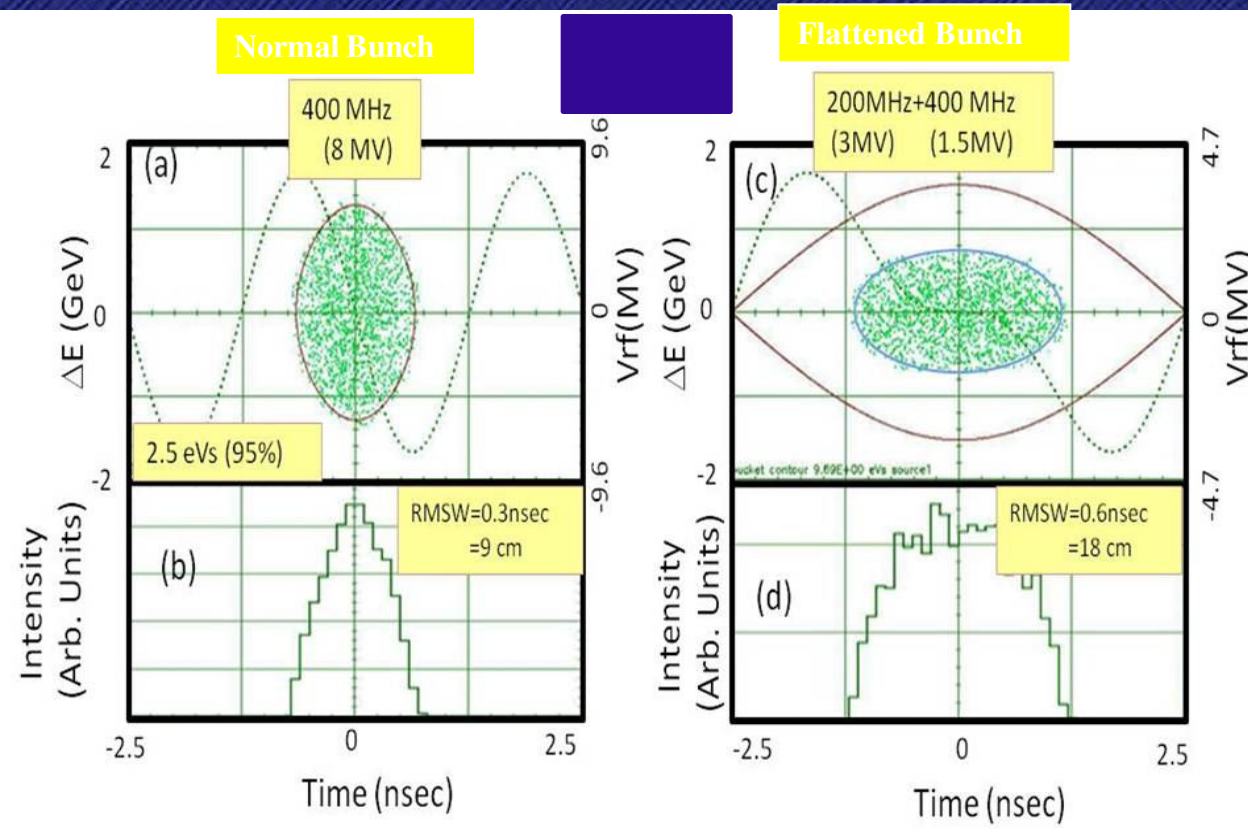 Normal Bunch
Flattened Bunch
400 MHz
(8 MV)
200MHz+400 MHz
(3MV) (1.5MV)
(a)
2
0
-2
ΔE (GeV)
9.6
0
-9.6
Vrf(MV)
2.5 eVs (95%)
(c)
2
0
-2
ΔE (GeV)
4.7
0
-4.7
Vrf(MV)
ucket contour 9.69E+00 eVs source1
(b)
Intensity
(Arb. Units)
RMSW=0.3nsec
=9 cm
(d)
Intensity
(Arb. Units)
RMSW=0.6nsec
=18 cm
-2.5
0
2.5
Time (nsec)
-2.5
0
2.5
Time (nsec)